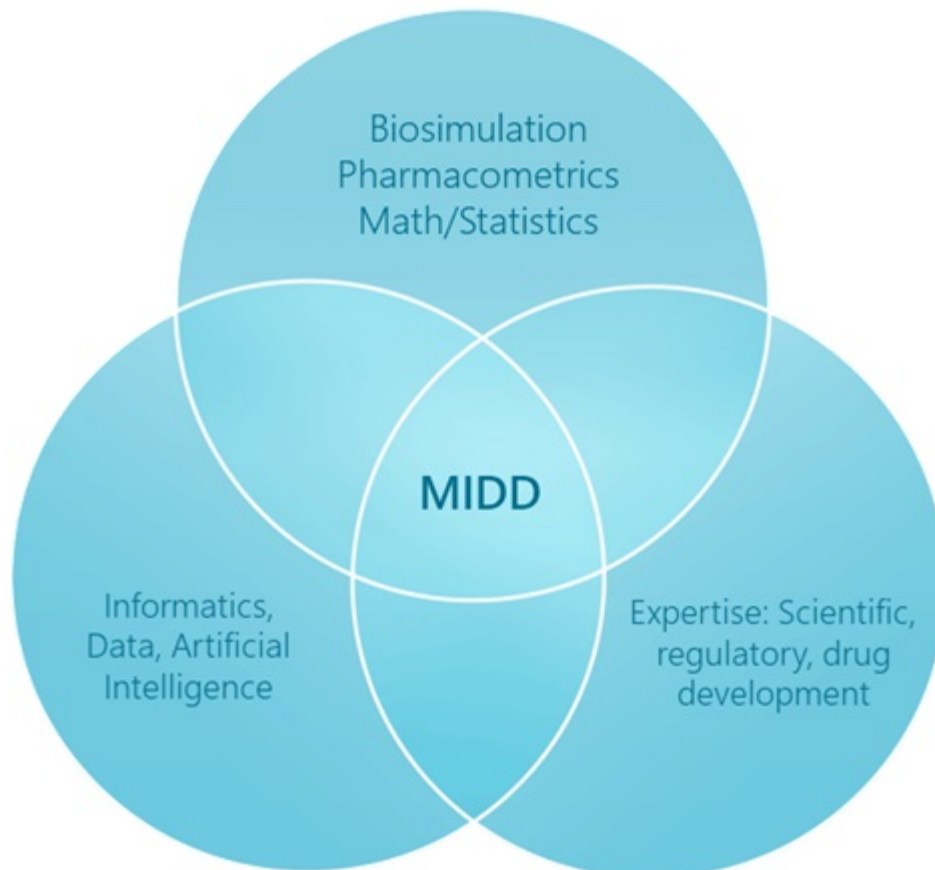 Biosimulation
Pharmacometrics
Math/Statistics
MIDD
Informatics,
Data, Artificial
Intelligence
Expertise: Scientific,
regulatory, drug
development